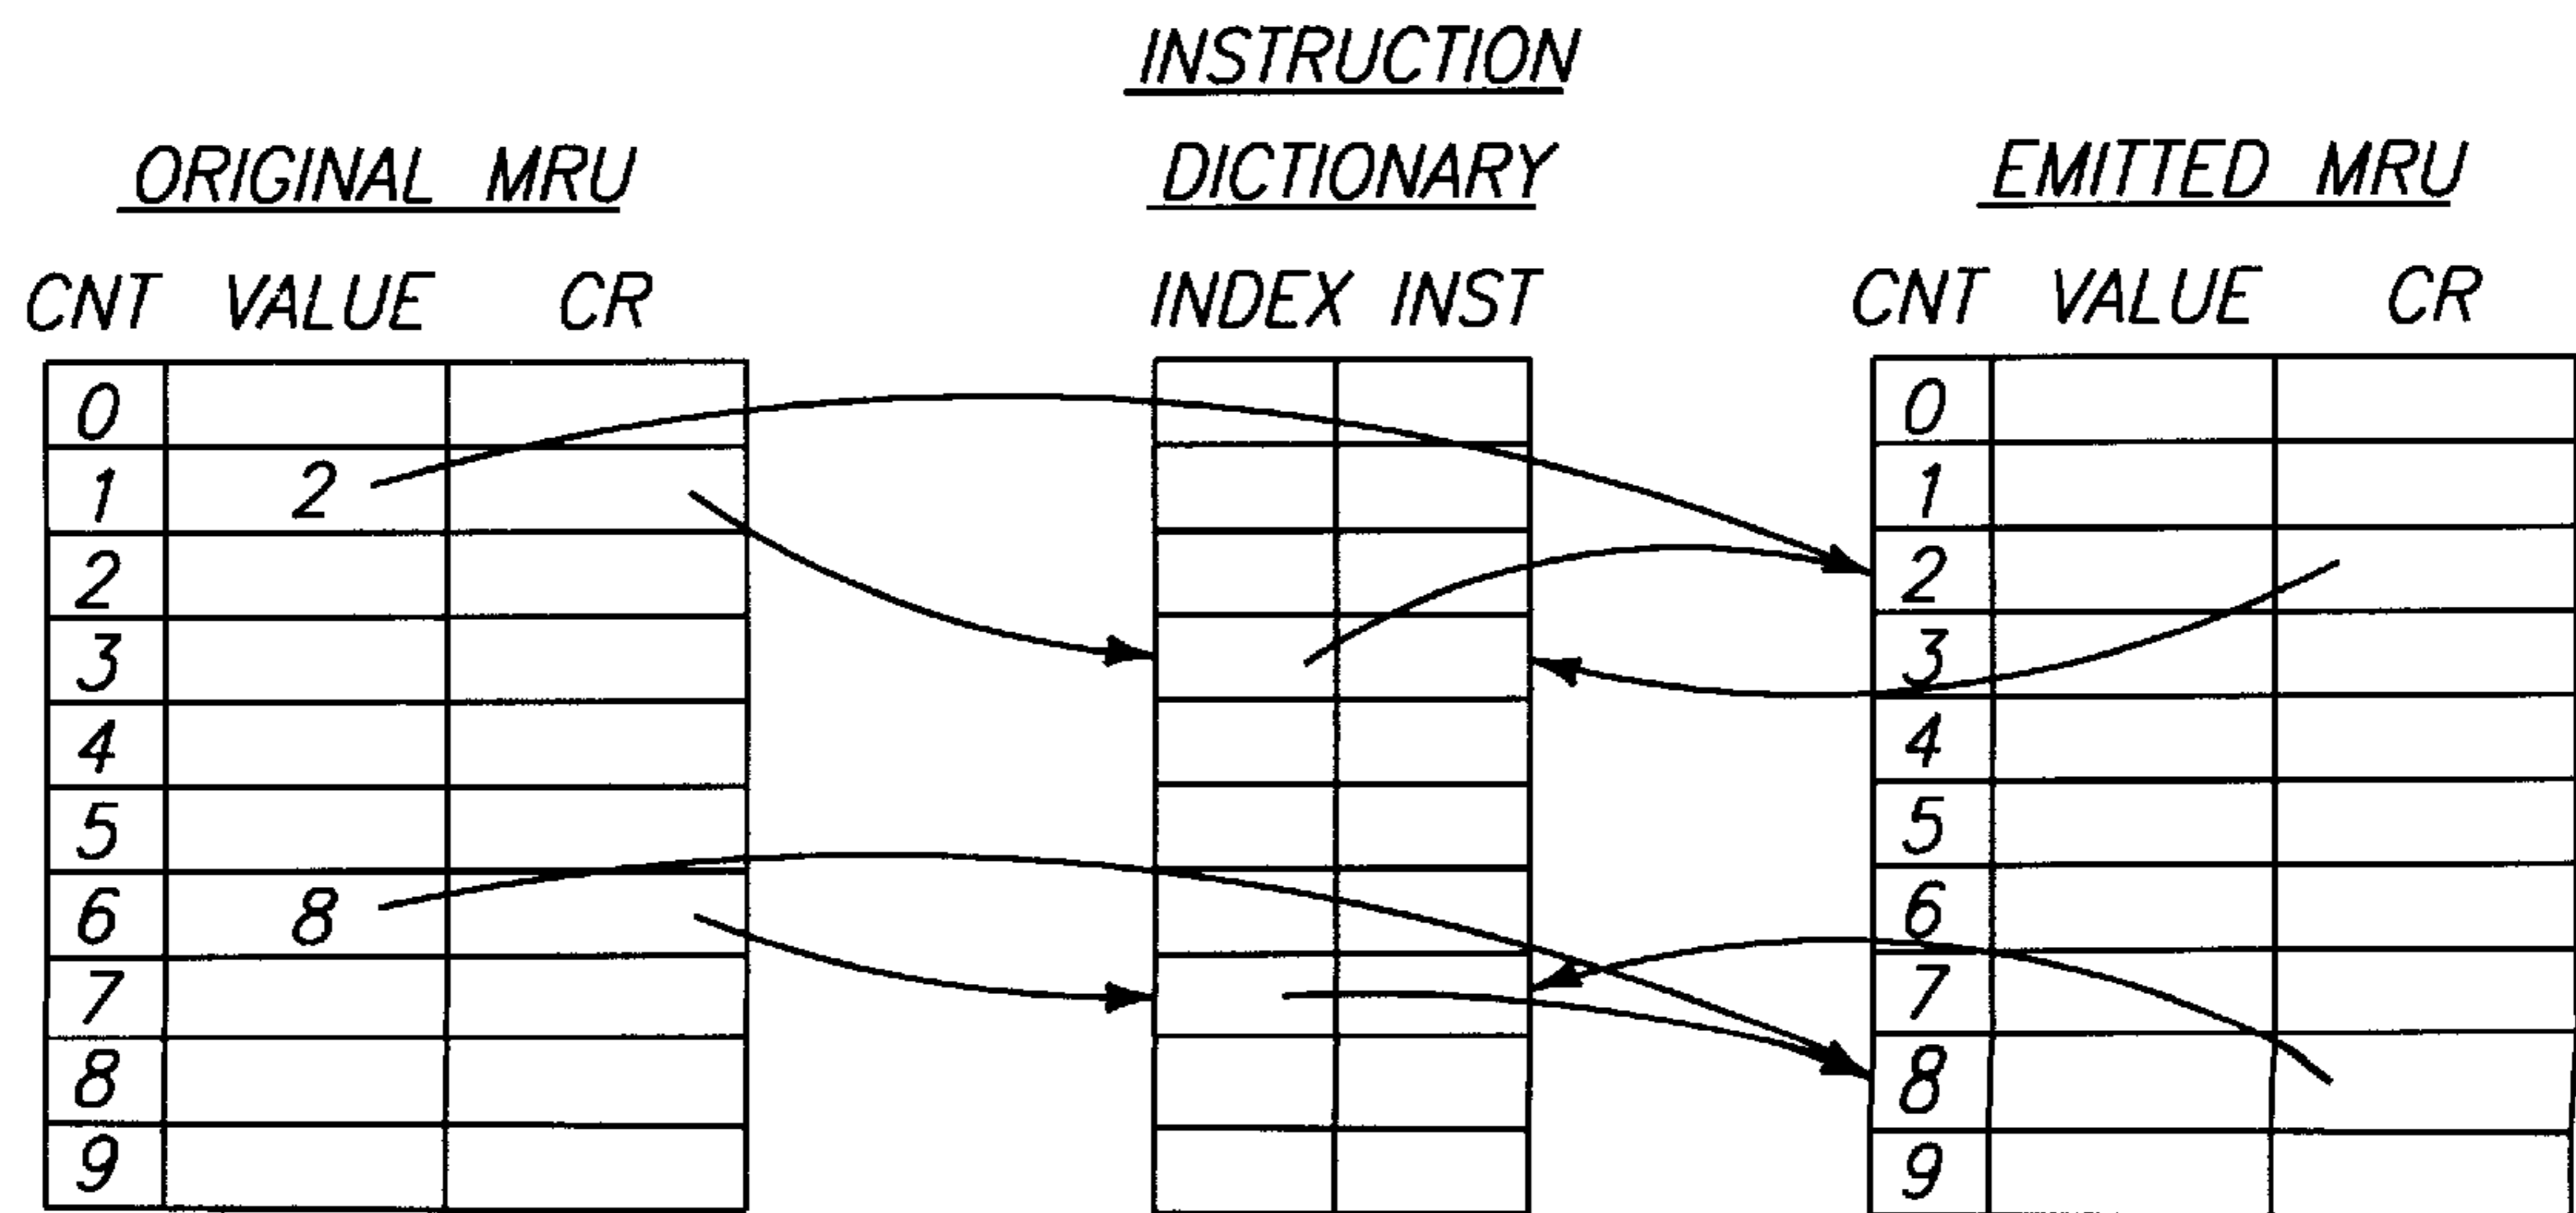 INSTRUCTION
ORIGINAL MRU DICTIONARY EMITTED MRU
CNT VALUE CR INDEX INST CNT VALUE CR
0 0
1 2 1
2 2
3 3
4 4
5 5
6 8 6
7 7
8 8
9 9